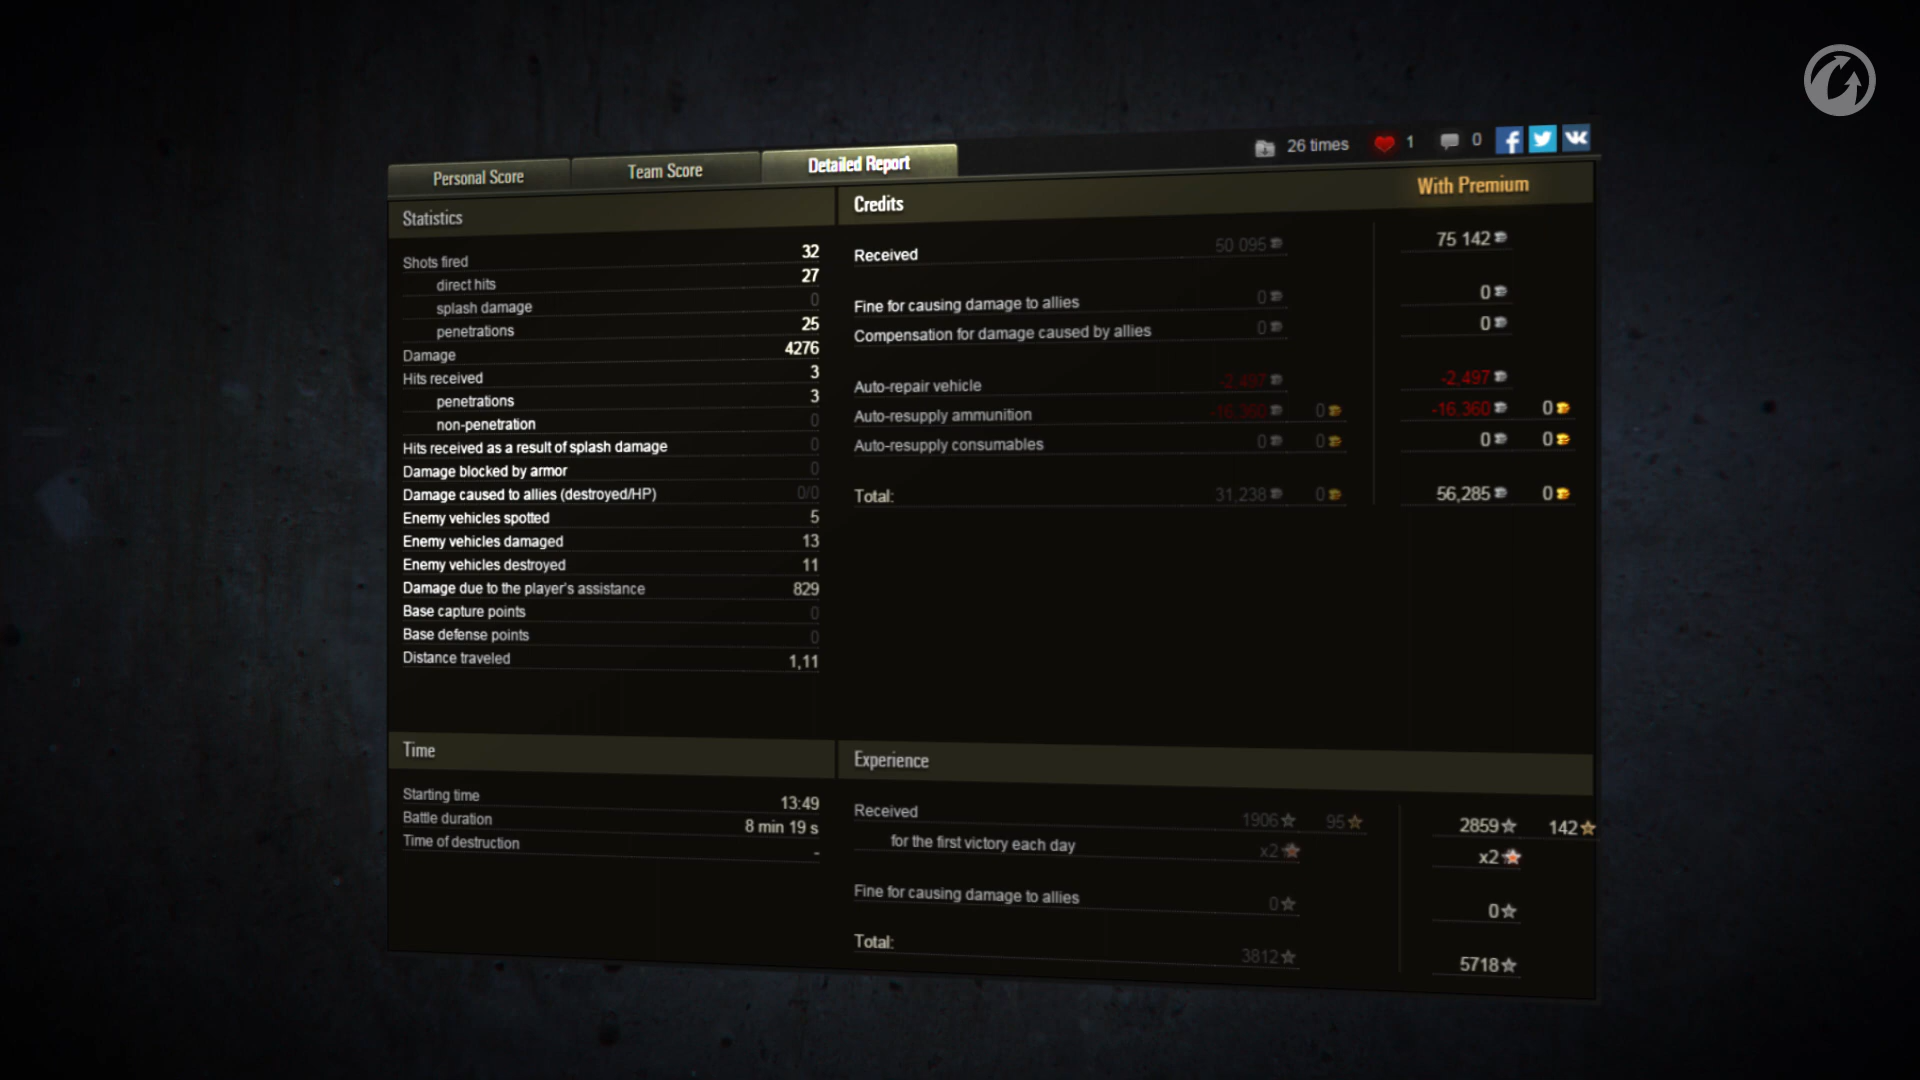 26 times 1 0
Personal Score Team Score Detailed Report
With Premium
Statistics
Shots fired 32
direct hits 27
splash damage 0
penetrations 25
Damage 4276
Hits received 3
penetrations 3
non-penetration 0
Hits received as a result of splash damage 0
Damage blocked by armor 0
Damage caused to allies (destroyed/HP) 0/0
Enemy vehicles spotted 5
Enemy vehicles damaged 13
Enemy vehicles destroyed 11
Damage due to the player's assistance 829
Base capture points 0
Base defense points 0
Distance traveled 1,11
Credits
Received 50 095 75 142
Fine for causing damage to allies 0 0
Compensation for damage caused by allies 0 0
Auto-repair vehicle -2,497 -2,497
Auto-resupply ammunition -16.360 0 -16.360 0
Auto-resupply consumables 0 0 0 0
Total: 31,238 0 56,285 0
Time
Starting time 13:49
Battle duration 8 min 19 s
Time of destruction -
Experience
Received 1906 95 2859 142
for the first victory each day x2 x2
Fine for causing damage to allies 0 0
Total: 3812 5718